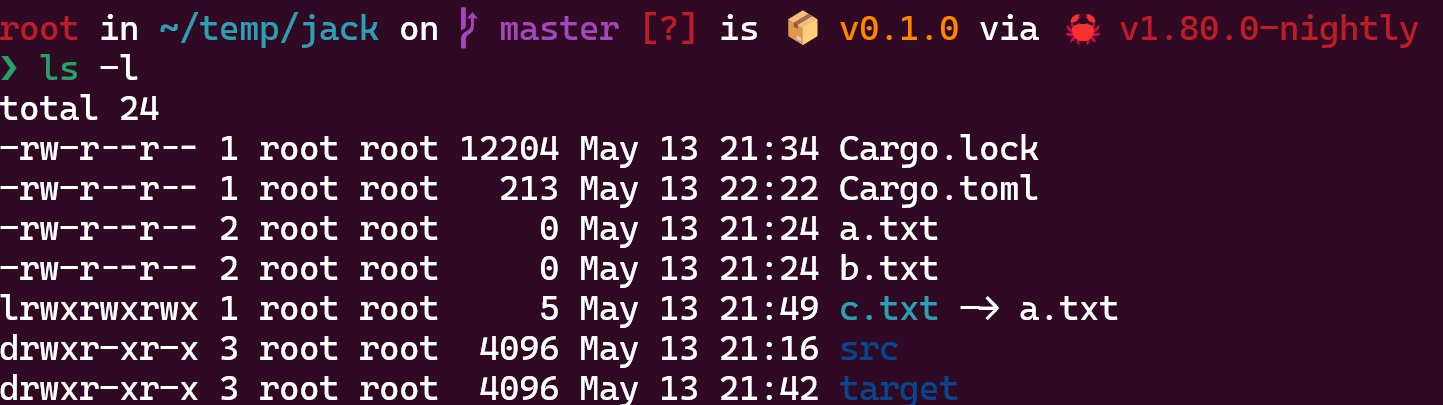 root in ~/temp/jack on master [?] is 📦 v0.1.0 via 🦀 v1.80.0-nightly
❯ ls -l
total 24
-rw-r--r-- 1 root root 12204 May 13 21:34 Cargo.lock
-rw-r--r-- 1 root root   213 May 13 22:22 Cargo.toml
-rw-r--r-- 2 root root     0 May 13 21:24 a.txt
-rw-r--r-- 2 root root     0 May 13 21:24 b.txt
lrwxrwxrwx 1 root root     5 May 13 21:49 c.txt -> a.txt
drwxr-xr-x 3 root root  4096 May 13 21:16 src
drwxr-xr-x 3 root root  4096 May 13 21:42 target